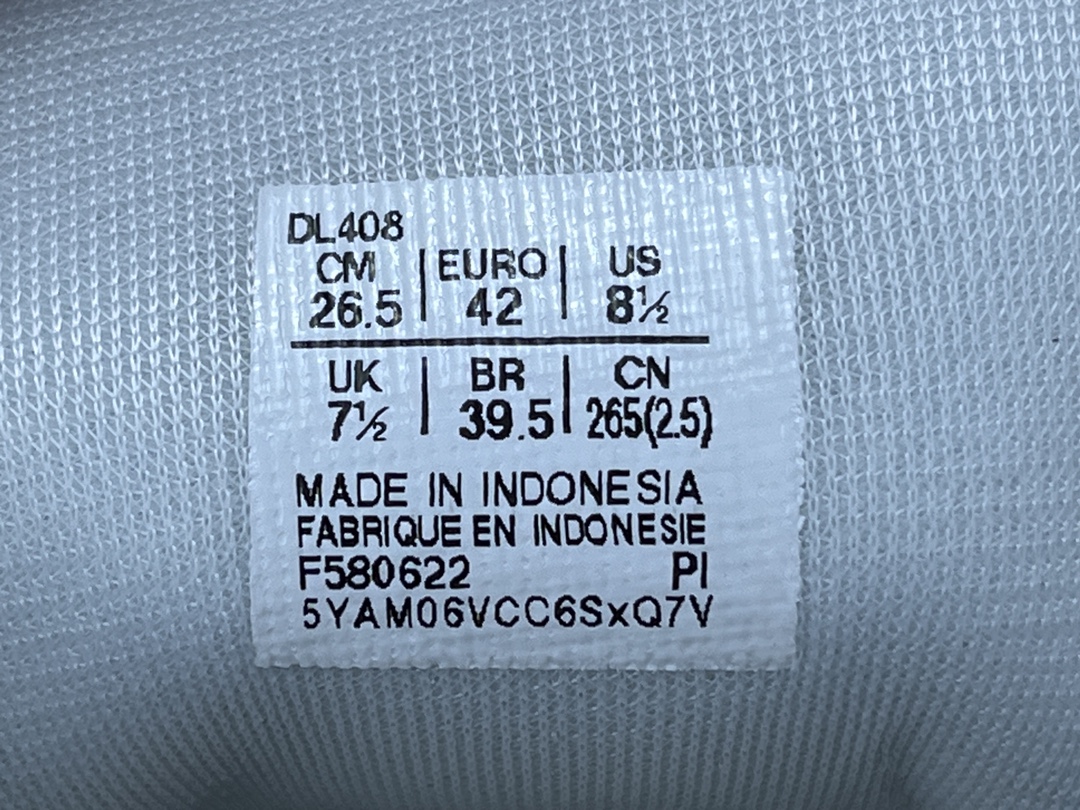 DL408
CM | EURO | US
26.5 | 42 | 8½
UK | BR | CN
7½ | 39.5 | 265(2.5)
MADE IN INDONESIA
FABRIQUE EN INDONESIE
F580622 PI
5YAM06VCC6SxQ7V